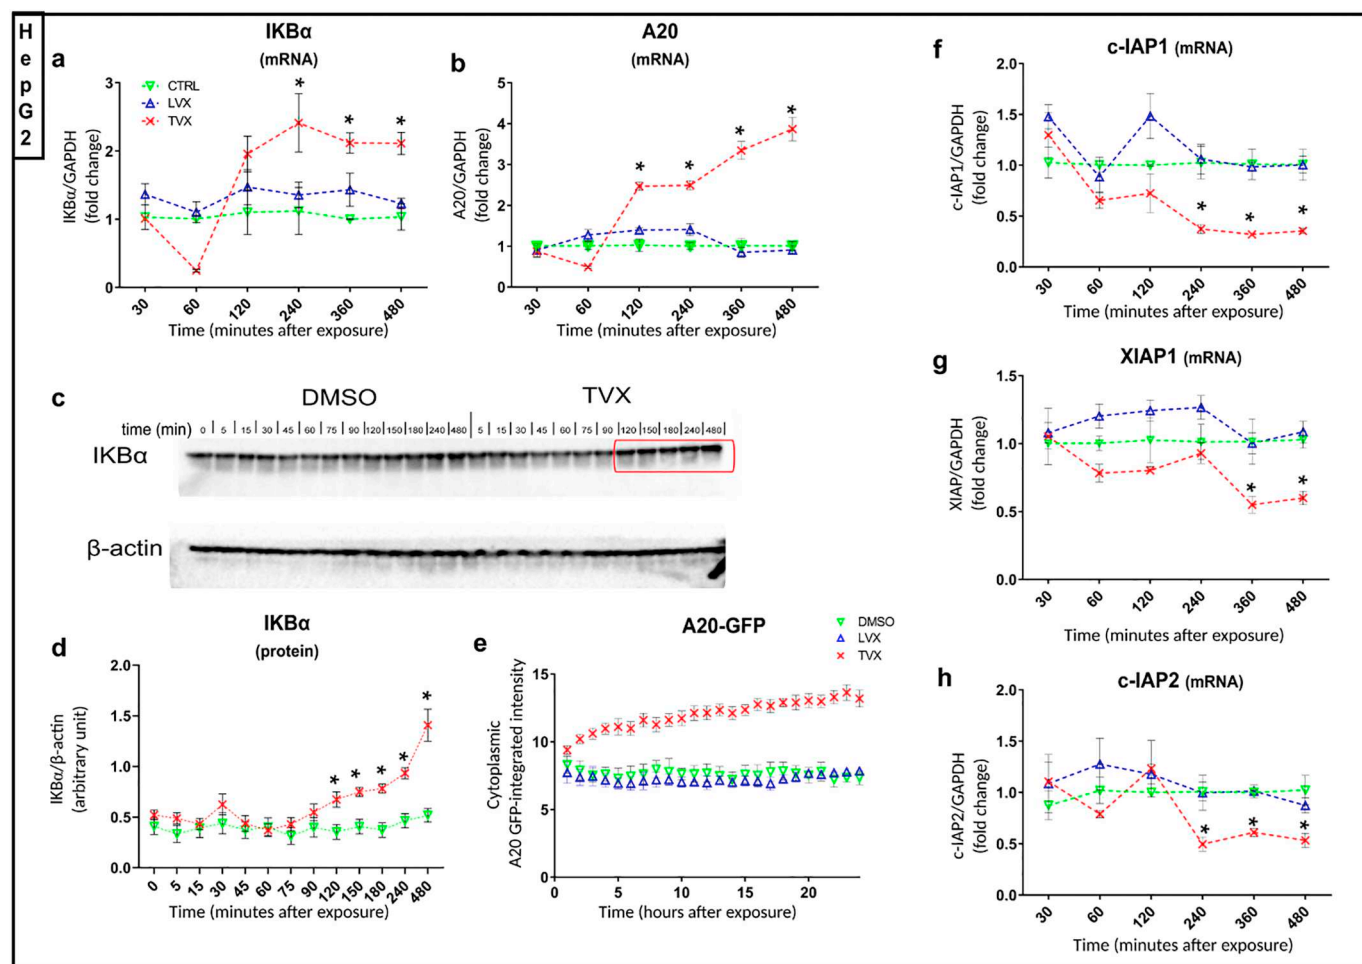 HepG2
a
IKBα
(mRNA)
IKBα/GAPDH
(fold change)
3
2
1
0
CTRL
LVX
TVX
*
*
*
30
60
120
240
360
480
Time (minutes after exposure)
b
A20
(mRNA)
A20/GAPDH
(fold change)
5
4
3
2
1
0
*
*
*
*
30
60
120
240
360
480
Time (minutes after exposure)
c
DMSO
TVX
time (min) 0 5 15 30 45 60 75 90 120 150 180 240 480 5 15 30 45 60 75 90 120 150 180 240 480
IKBα
β-actin
d
IKBα
(protein)
IKBα/β-actin
(arbitrary unit)
2.0
1.5
1.0
0.5
0.0
*
*
*
*
*
0
5
15
30
45
60
75
90
120
150
180
240
480
Time (minutes after exposure)
e
A20-GFP
DMSO
LVX
TVX
Cytoplasmic
A20 GFP-integrated intensity
15
10
5
0
5
10
15
20
Time (hours after exposure)
f
c-IAP1 (mRNA)
c-IAP1/GAPDH
(fold change)
2.0
1.5
1.0
0.5
0.0
*
*
*
30
60
120
240
360
480
Time (minutes after exposure)
g
XIAP1 (mRNA)
XIAP/GAPDH
(fold change)
1.5
1.0
0.5
0.0
*
*
30
60
120
240
360
480
Time (minutes after exposure)
h
c-IAP2 (mRNA)
c-IAP2/GAPDH
(fold change)
2.0
1.5
1.0
0.5
0.0
*
*
*
30
60
120
240
360
480
Time (minutes after exposure)